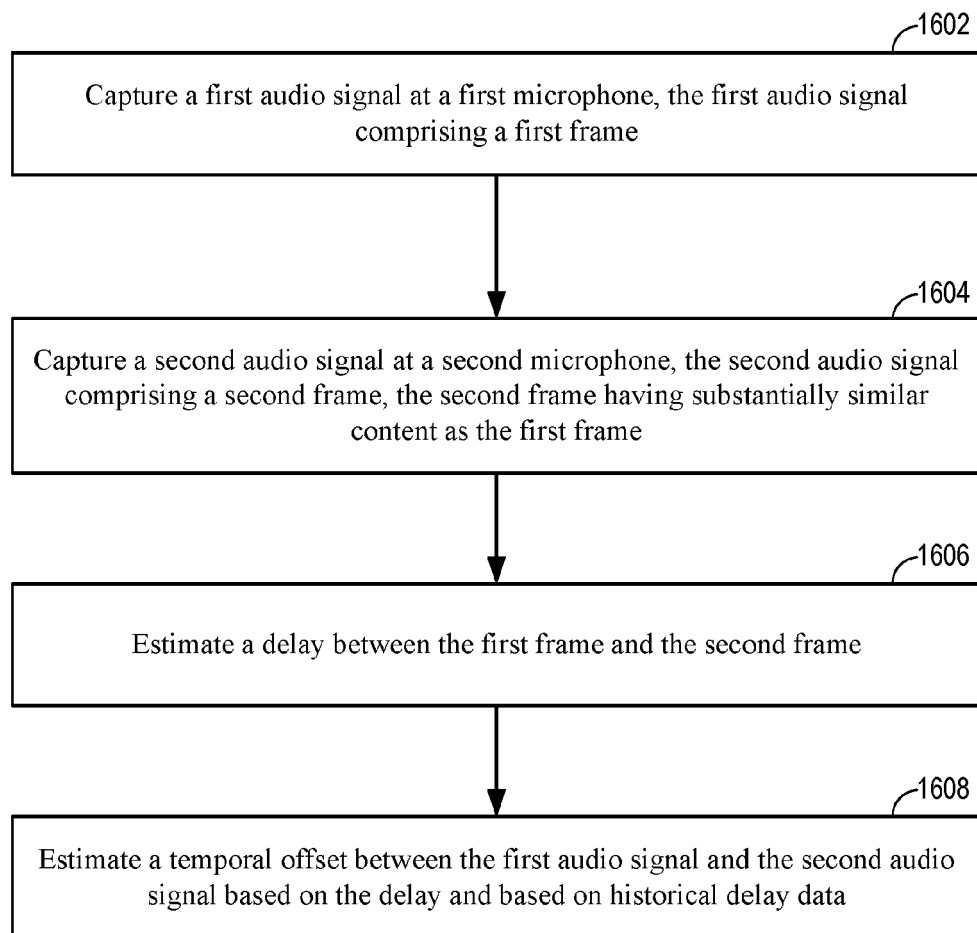 1602
Capture a first audio signal at a first microphone, the first audio signal
comprising a first frame
1604
Capture a second audio signal at a second microphone, the second audio signal
comprising a second frame, the second frame having substantially similar
content as the first frame
1606
Estimate a delay between the first frame and the second frame
1608
Estimate a temporal offset between the first audio signal and the second audio
signal based on the delay and based on historical delay data